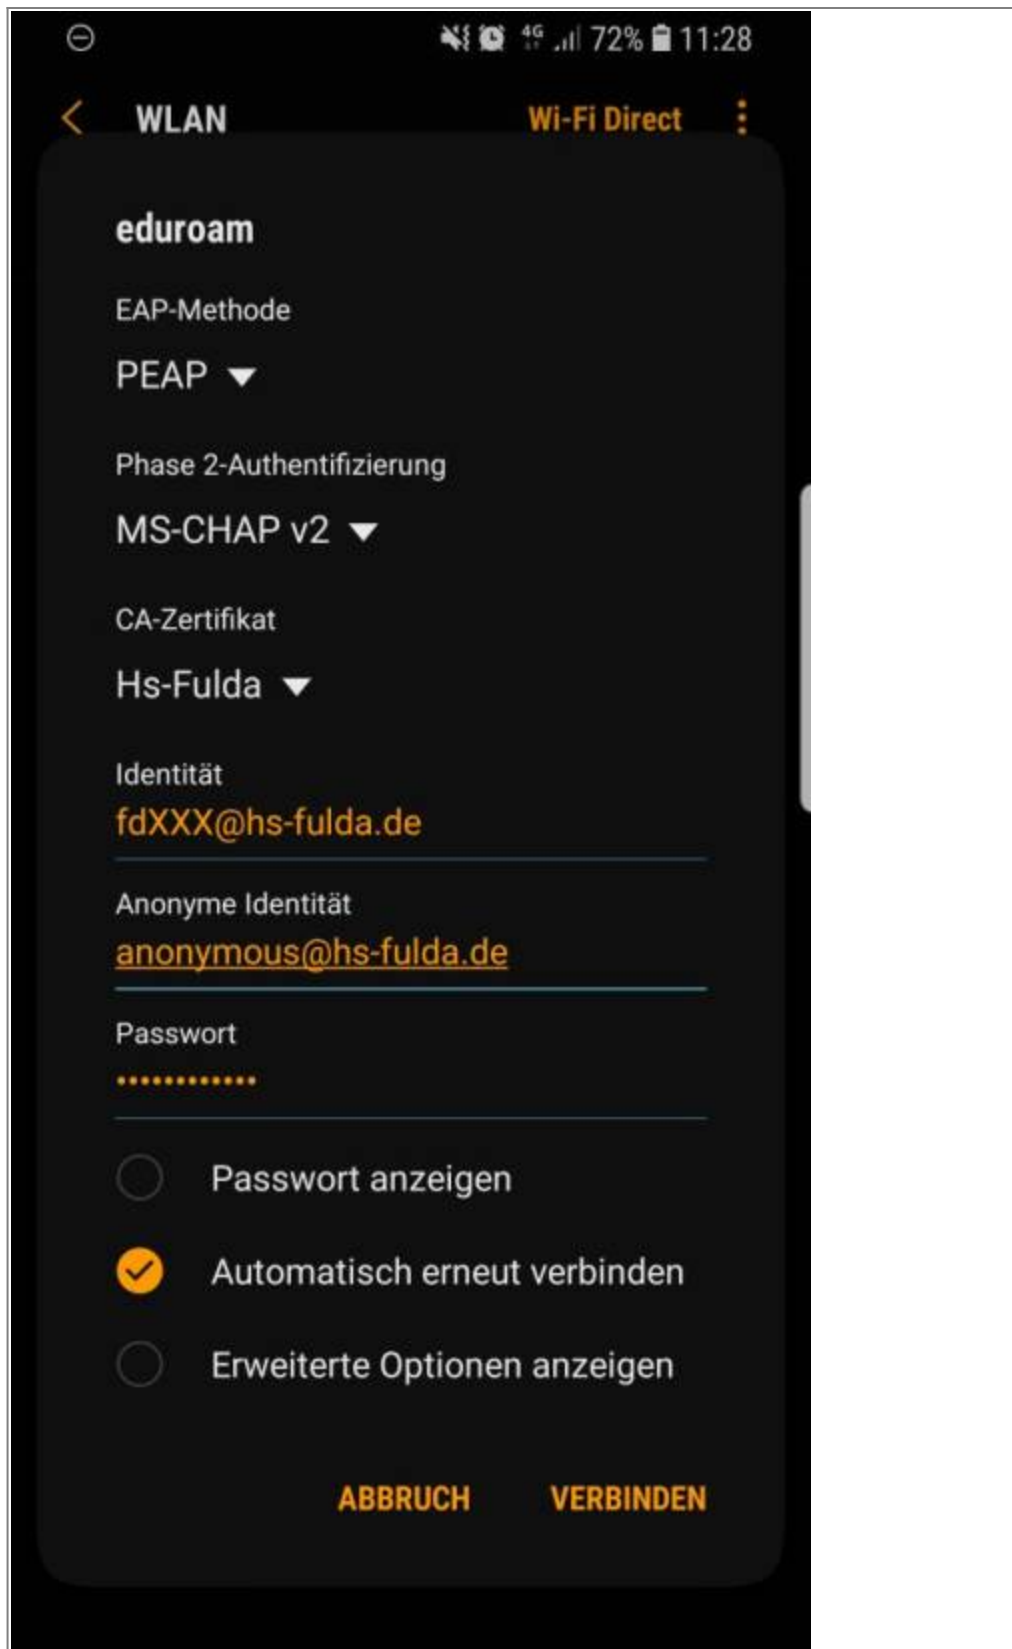 4G 72% 11:28
WLAN Wi-Fi Direct
eduroam
EAP-Methode
PEAP
Phase 2-Authentifizierung
MS-CHAP v2
CA-Zertifikat
Hs-Fulda
Identität
fdXXX@hs-fulda.de
Anonyme Identität
anonymous@hs-fulda.de
Passwort
••••••••••••
Passwort anzeigen
Automatisch erneut verbinden
Erweiterte Optionen anzeigen
ABBRUCH VERBINDEN